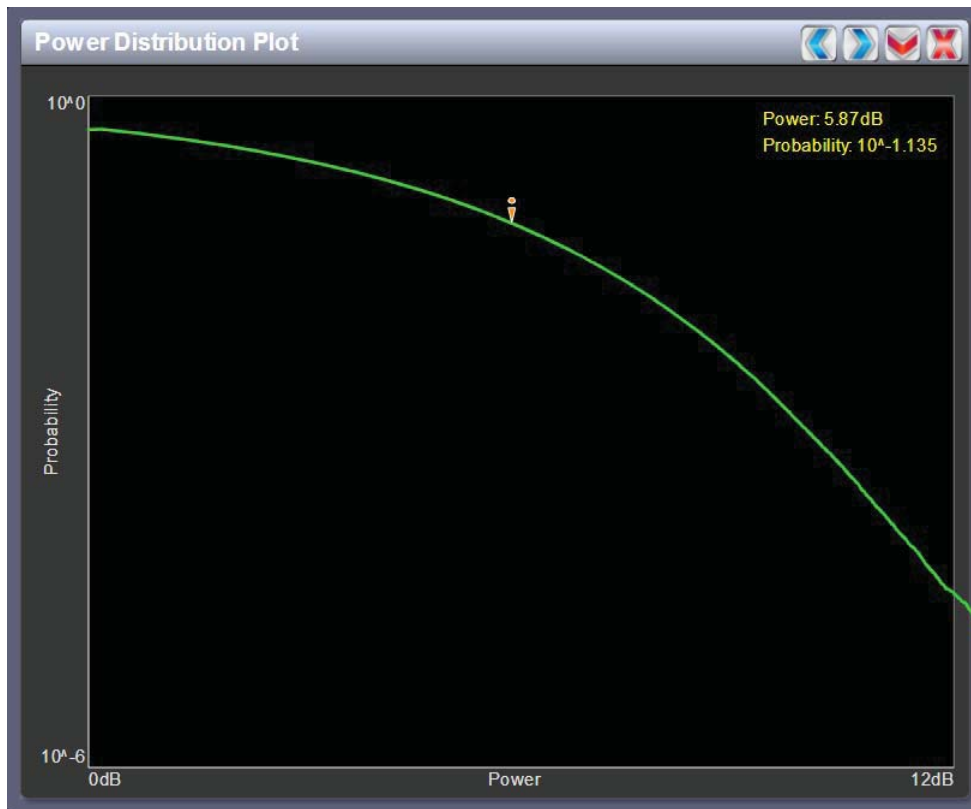 Power Distribution Plot
10^0
Power: 5.87dB
Probability: 10^-1.135
Probability
10^-6
0dB
Power
12dB